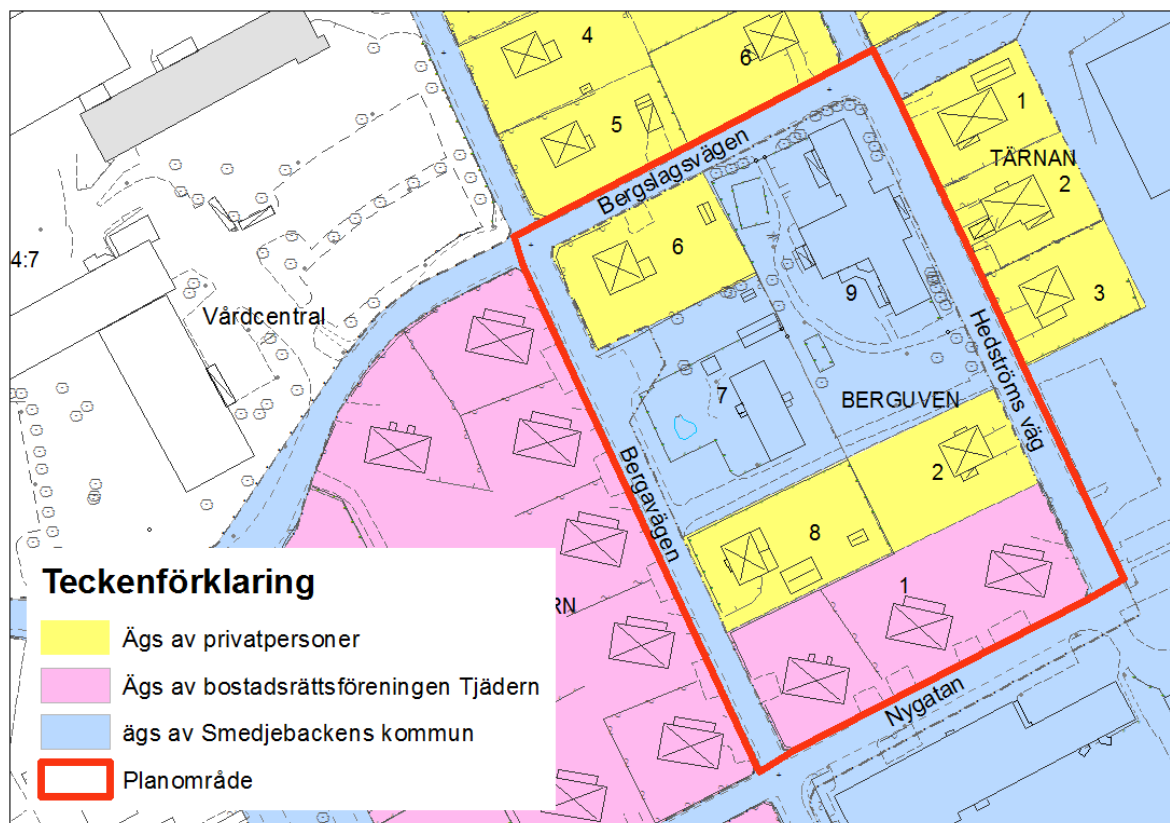 4
6
5
1
TÄRNAN
2
Bergslagsvägen
6
4:7
9
3
Vårdcentral
Hedströms väg
7
BERGUVEN
2
Bergavägen
8
1
RN
Nygatan
Teckenförklaring
Ägs av privatpersoner
Ägs av bostadsrättsföreningen Tjädern
ägs av Smedjebackens kommun
Planområde